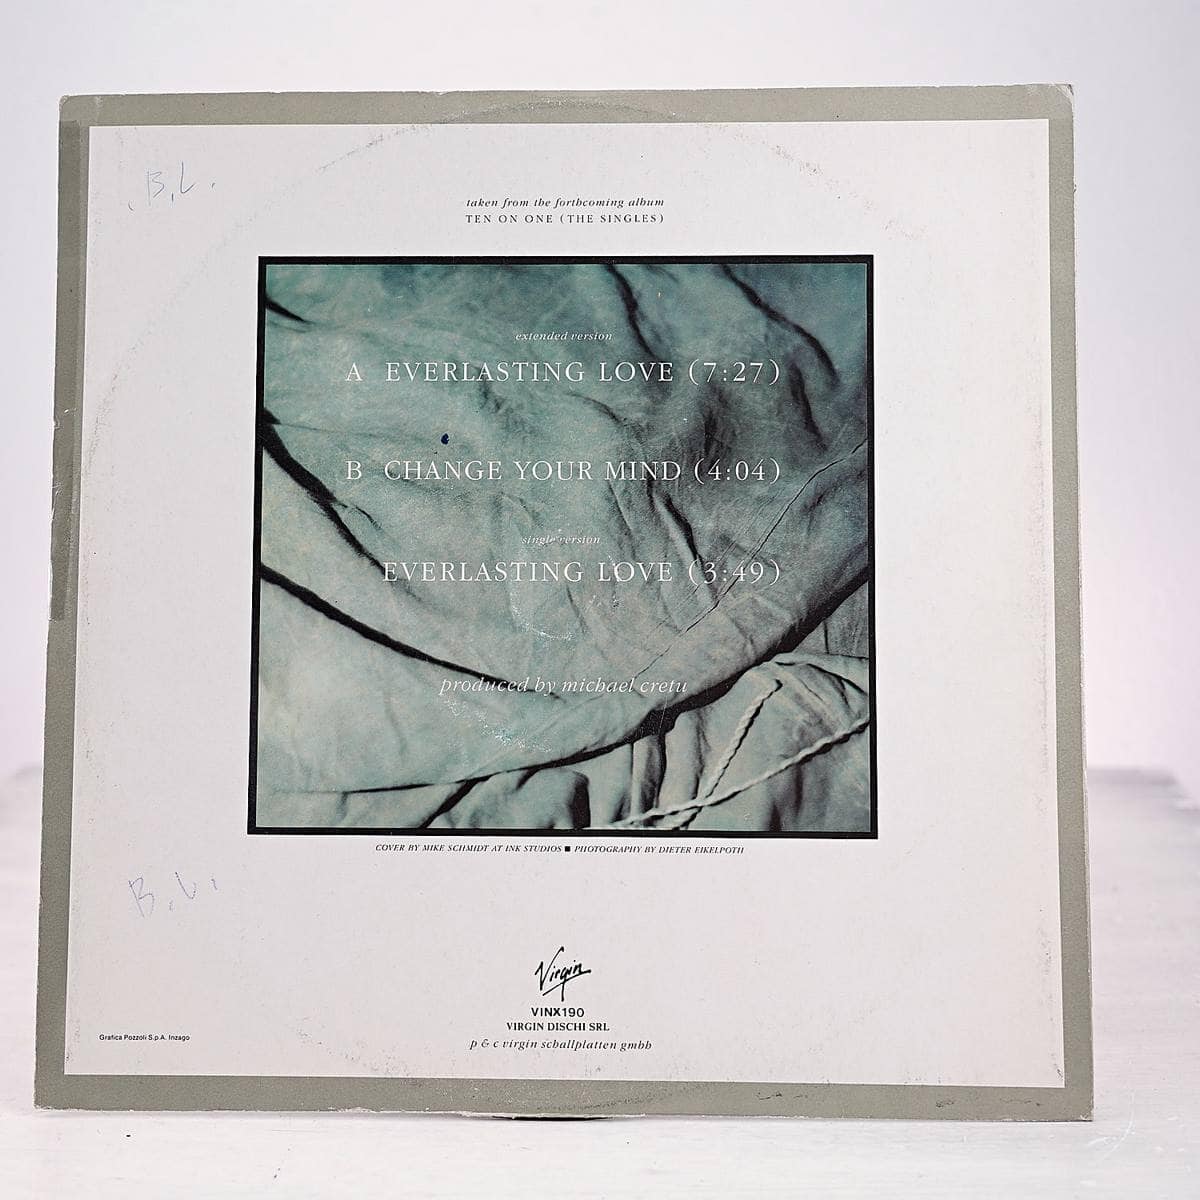 B.L.
taken from the forthcoming album
TEN ON ONE (THE SINGLES)
extended version
A EVERLASTING LOVE (7:27)
B CHANGE YOUR MIND (4:04)
single version
EVERLASTING LOVE (3:49)
produced by michael cretu
COVER BY MIKE SCHMIDT AT INK STUDIOS ■ PHOTOGRAPHY BY DIETER EIKELPOTH
B.L.
Virgin
VINX190
VIRGIN DISCHI SRL
Grafica Pozzoli S.p.A. Inzago
p & c virgin schallplatten gmbh